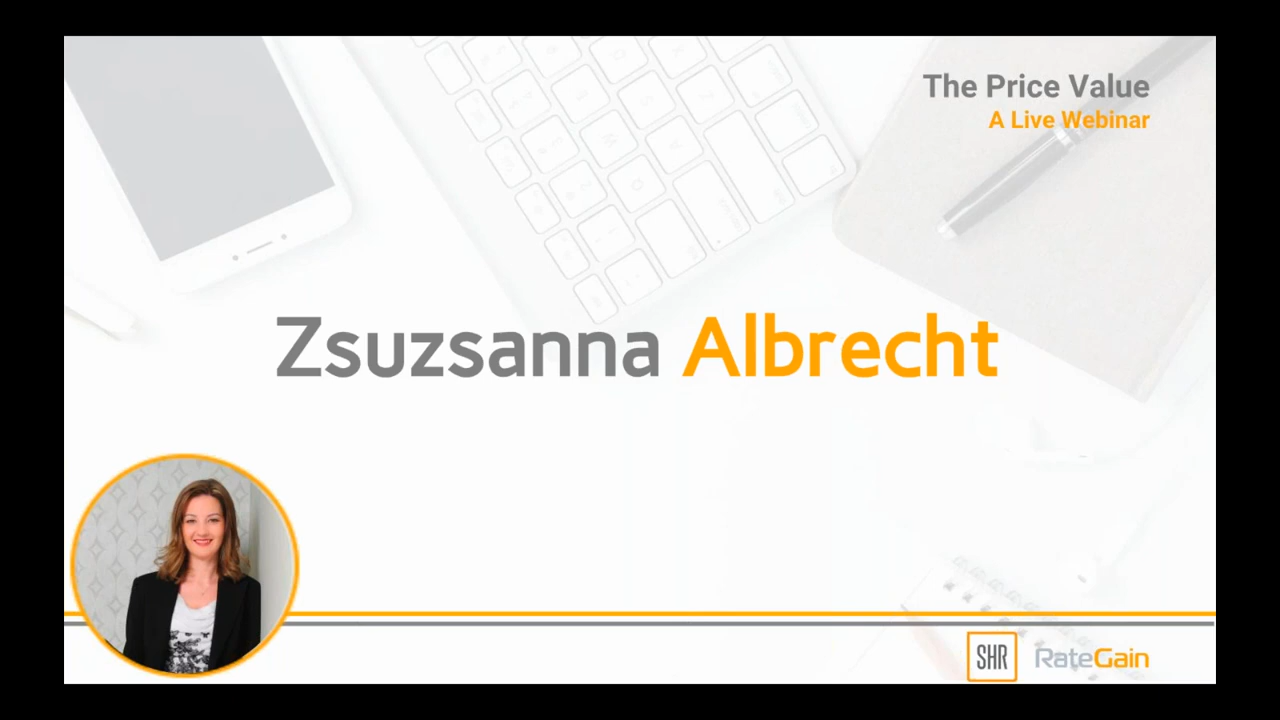 The Price Value
A Live Webinar
Zsuzsanna Albrecht
SHR RateGain